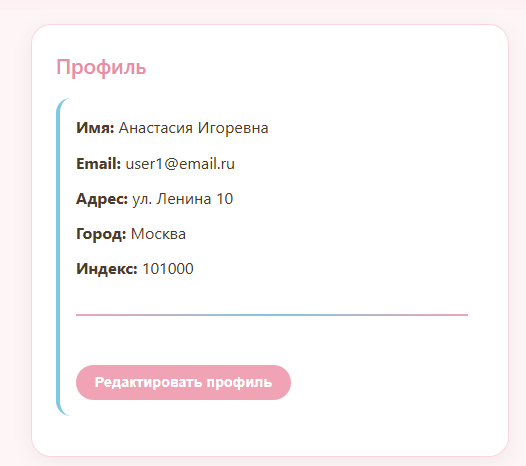 Профиль
Имя: Анастасия Игоревна
Email: user1@email.ru
Адрес: ул. Ленина 10
Город: Москва
Индекс: 101000
Редактировать профиль